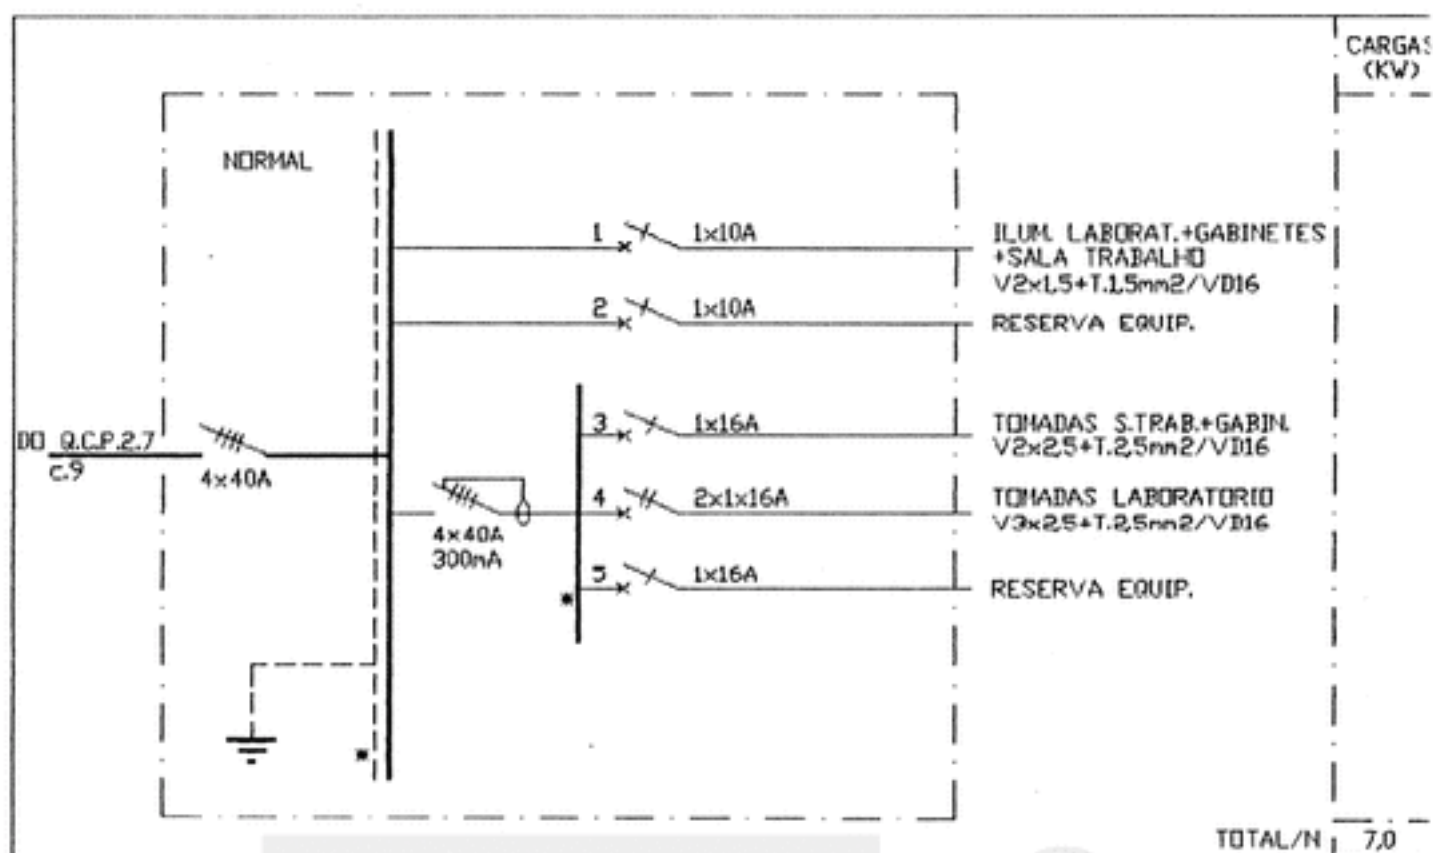 CARGAS
(KW)
NORMAL
1 1x10A
ILUM. LABORAT.+GABINETES
+SALA TRABALHO
V2x1,5+T.1,5mm2/VD16
2 1x10A
RESERVA EQUIP.
DO Q.C.P.2.7
c.9
4x40A
3 1x16A
TOMADAS S.TRAB.+GABIN.
V2x2,5+T.2,5mm2/VD16
4x40A
300mA
4 2x1x16A
TOMADAS LABORATORIO
V3x2,5+T.2,5mm2/VD16
5 1x16A
RESERVA EQUIP.
*
*
TOTAL/N 7,0